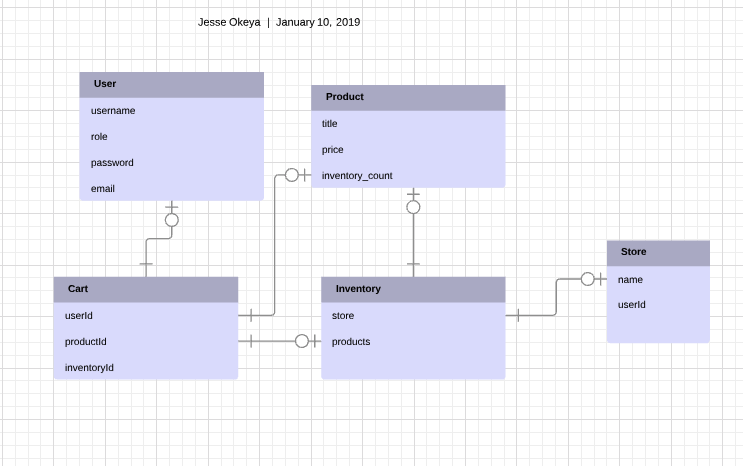 Jesse Okeya | January 10, 2019
User
username
role
password
email
Product
title
price
inventory_count
Store
name
userId
Cart
userId
productId
inventoryId
Inventory
store
products